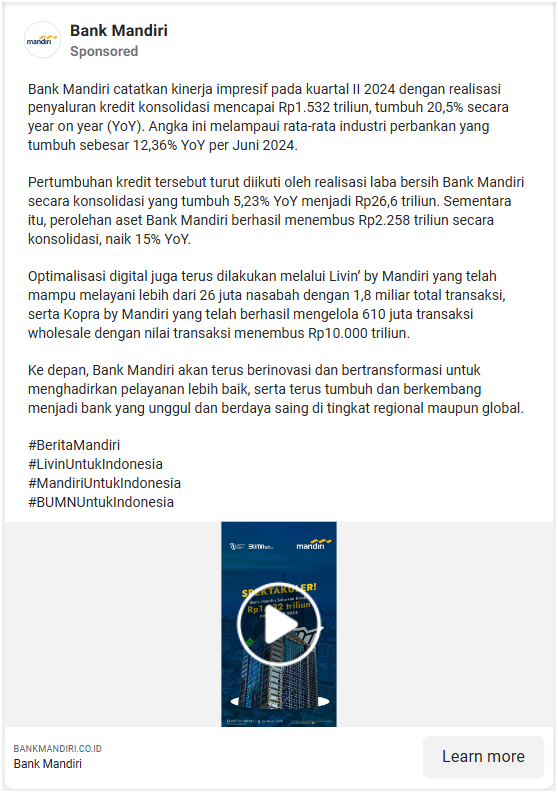 Bank Mandiri
Sponsored
Bank Mandiri catatkan kinerja impresif pada kuartal II 2024 dengan realisasi
penyaluran kredit konsolidasi mencapai Rp1.532 triliun, tumbuh 20,5% secara
year on year (YoY). Angka ini melampaui rata-rata industri perbankan yang
tumbuh sebesar 12,36% YoY per Juni 2024.
Pertumbuhan kredit tersebut turut diikuti oleh realisasi laba bersih Bank Mandiri
secara konsolidasi yang tumbuh 5,23% YoY menjadi Rp26,6 triliun. Sementara
itu, perolehan aset Bank Mandiri berhasil menembus Rp2.258 triliun secara
konsolidasi, naik 15% YoY.
Optimalisasi digital juga terus dilakukan melalui Livin’ by Mandiri yang telah
mampu melayani lebih dari 26 juta nasabah dengan 1,8 miliar total transaksi,
serta Kopra by Mandiri yang telah berhasil mengelola 610 juta transaksi
wholesale dengan nilai transaksi menembus Rp10.000 triliun.
Ke depan, Bank Mandiri akan terus berinovasi dan bertransformasi untuk
menghadirkan pelayanan lebih baik, serta terus tumbuh dan berkembang
menjadi bank yang unggul dan berdaya saing di tingkat regional maupun global.
#BeritaMandiri
#LivinUntukIndonesia
#MandiriUntukIndonesia
#BUMNUntukIndonesia
mandiri
BUMN
mandiri
SPEKTAKULER!
triliun
BANKMANDIRI.CO.ID
Bank Mandiri
Learn more